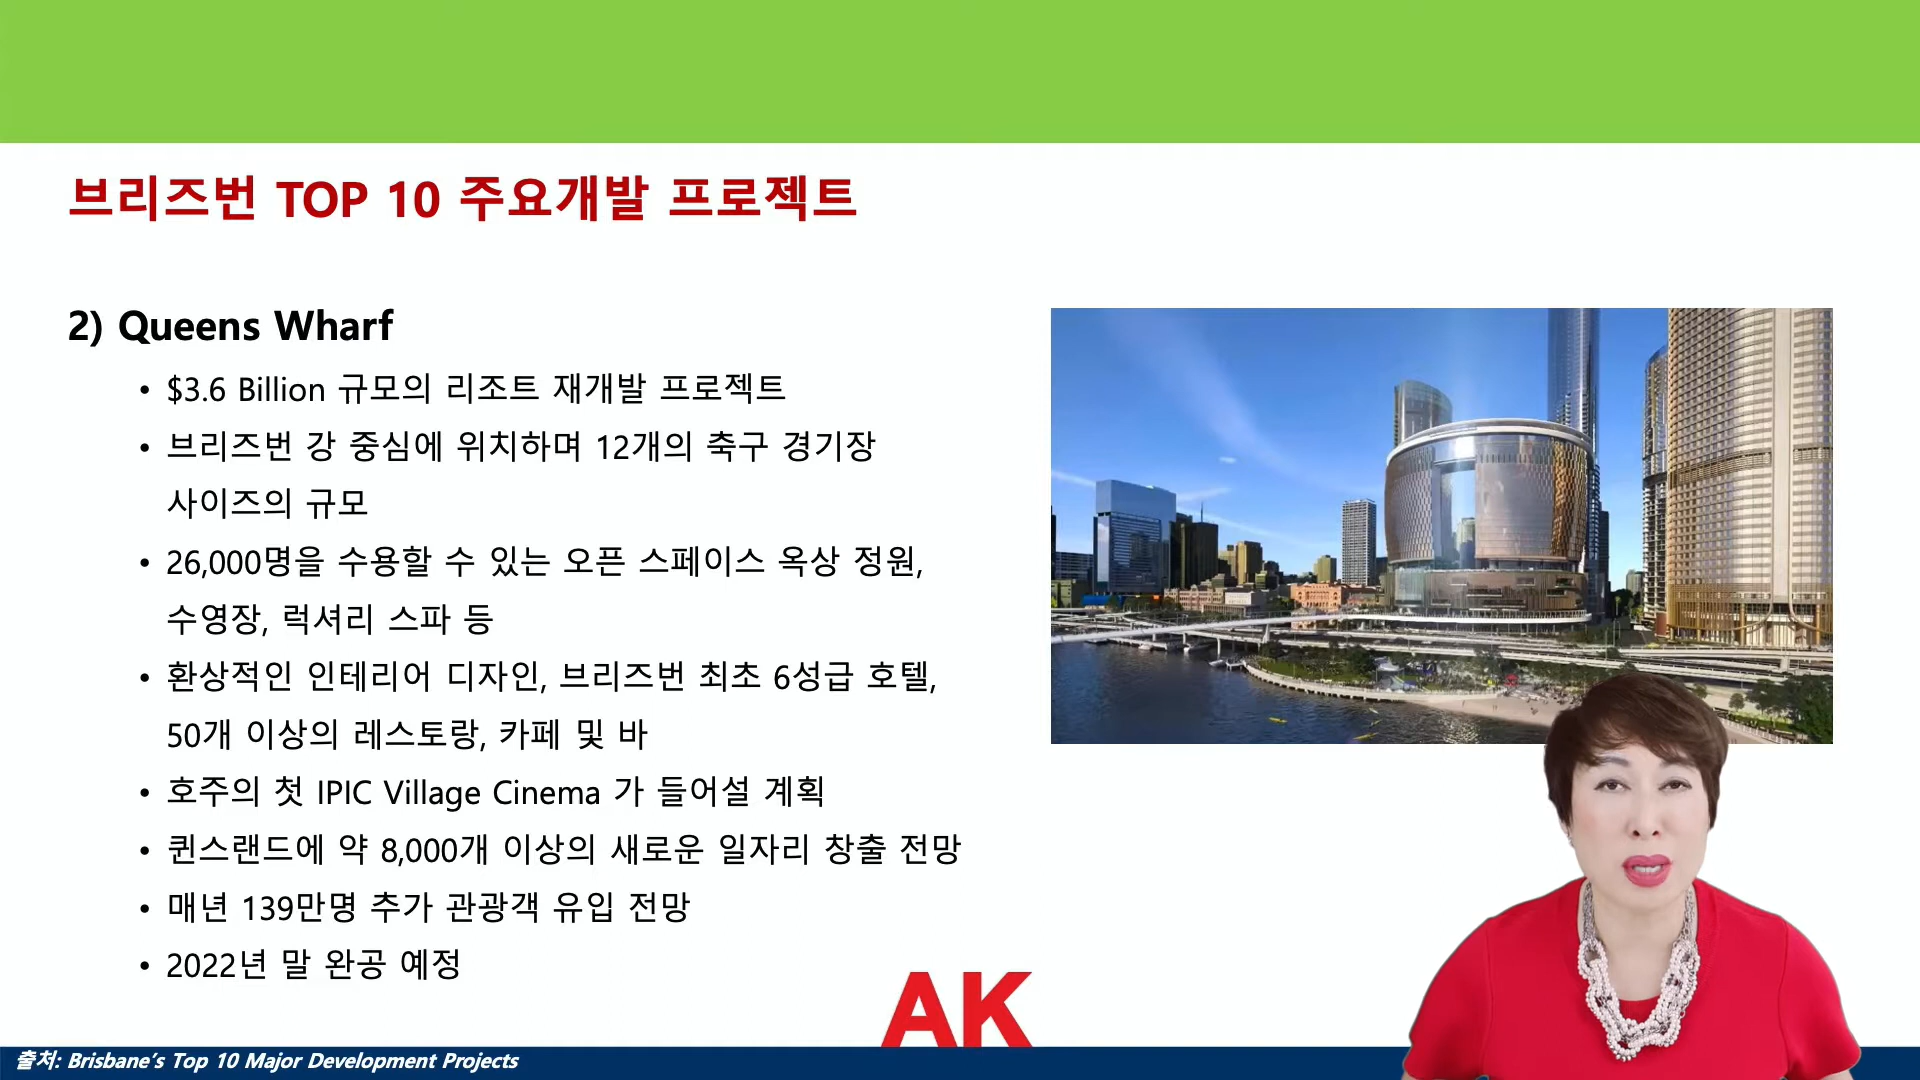 브리즈번 TOP 10 주요개발 프로젝트
2) Queens Wharf
• $3.6 Billion 규모의 리조트 재개발 프로젝트
• 브리즈번 강 중심에 위치하며 12개의 축구 경기장
사이즈의 규모
• 26,000명을 수용할 수 있는 오픈 스페이스 옥상 정원,
수영장, 럭셔리 스파 등
• 환상적인 인테리어 디자인, 브리즈번 최초 6성급 호텔,
50개 이상의 레스토랑, 카페 및 바
• 호주의 첫 IPIC Village Cinema 가 들어설 계획
• 퀸스랜드에 약 8,000개 이상의 새로운 일자리 창출 전망
• 매년 139만명 추가 관광객 유입 전망
• 2022년 말 완공 예정
AK
출처: Brisbane’s Top 10 Major Development Projects